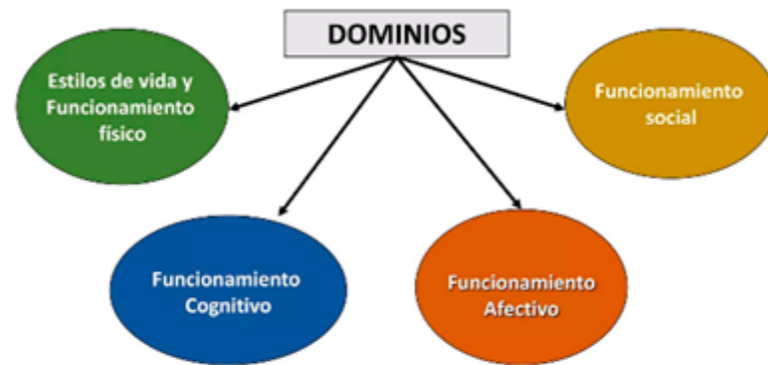 DOMINIOS
Estilos de vida y
Funcionamiento
físico
Funcionamiento
social
Funcionamiento
Cognitivo
Funcionamiento
Afectivo